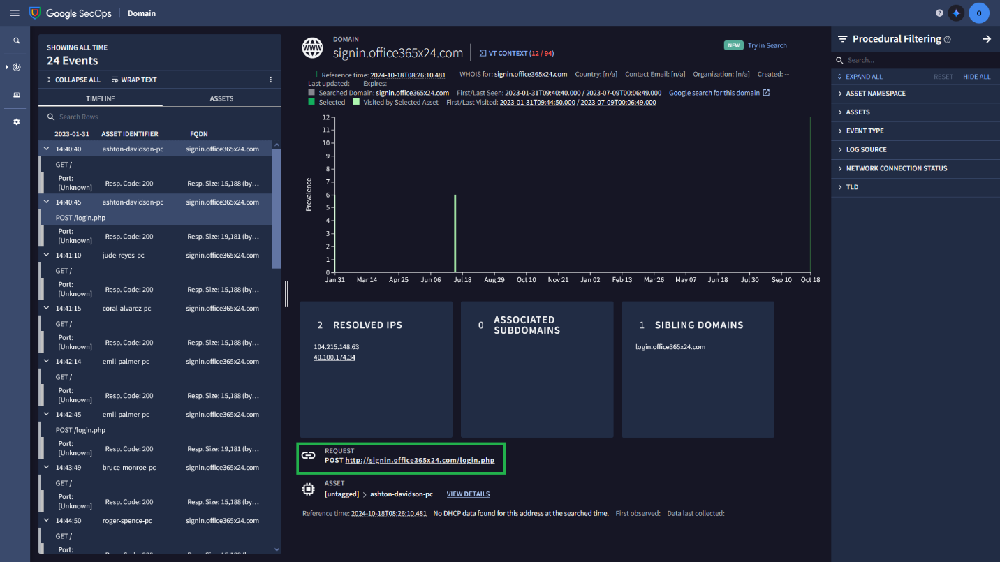 Google SecOps | Domain
O
SHOWING ALL TIME
24 Events
COLLAPSE ALL WRAP TEXT
TIMELINE ASSETS
Search Rows
2023-01-31 ASSET IDENTIFIER FQDN
14:40:40 ashton-davidson-pc signin.office365x24.com
GET /
Port:
[Unknown] Resp. Code: 200 Resp. Size: 15,188 (by…
14:40:45 ashton-davidson-pc signin.office365x24.com
POST /login.php
Port:
[Unknown] Resp. Code: 200 Resp. Size: 19,181 (by…
14:41:10 jude-reyes-pc signin.office365x24.com
GET /
Port:
[Unknown] Resp. Code: 200 Resp. Size: 15,188 (by…
14:41:15 coral-alvarez-pc signin.office365x24.com
GET /
Port:
[Unknown] Resp. Code: 200 Resp. Size: 15,188 (by…
14:42:14 emil-palmer-pc signin.office365x24.com
GET /
Port:
[Unknown] Resp. Code: 200 Resp. Size: 15,188 (by…
14:42:45 emil-palmer-pc signin.office365x24.com
POST /login.php
Port:
[Unknown] Resp. Code: 200 Resp. Size: 19,181 (by…
14:43:49 bruce-monroe-pc signin.office365x24.com
GET /
Port:
[Unknown] Resp. Code: 200 Resp. Size: 15,188 (by…
14:44:50 roger-spence-pc signin.office365x24.com
GET /
Port:
WWW
DOMAIN
signin.office365x24.com
VT CONTEXT (12 / 94)
NEW Try in Search
Reference time: 2024-10-18T08:26:10.481 WHOIS for: signin.office365x24.com Country: [n/a] Contact Email: [n/a] Organization: [n/a] Created: --
Last updated: -- Expires: --
Searched Domain: signin.office365x24.com First/Last Seen: 2023-01-31T09:40:40.000 / 2023-07-09T00:06:49.000 Google search for this domain
Selected Visited by Selected Asset First/Last Visited: 2023-01-31T09:44:50.000 / 2023-07-09T00:06:49.000
Prevalence
12
11
10
9
8
7
6
5
4
3
2
1
0
Jan 31 Mar 14 Apr 25 Jun 06 Jul 18 Aug 29 Oct 10 Nov 21 Jan 02 Feb 13 Mar 26 May 07 Jun 18 Jul 30 Sep 10 Oct 18
2 RESOLVED IPS
104.215.148.63
40.100.174.34
0 ASSOCIATED
SUBDOMAINS
1 SIBLING DOMAINS
login.office365x24.com
REQUEST
POST http://signin.office365x24.com/login.php
ASSET
[untagged] > ashton-davidson-pc VIEW DETAILS
Reference time: 2024-10-18T08:26:10.481 No DHCP data found for this address at the searched time. First observed: Data last collected:
Procedural Filtering
Search...
EXPAND ALL RESET HIDE ALL
ASSET NAMESPACE
ASSETS
EVENT TYPE
LOG SOURCE
NETWORK CONNECTION STATUS
TLD